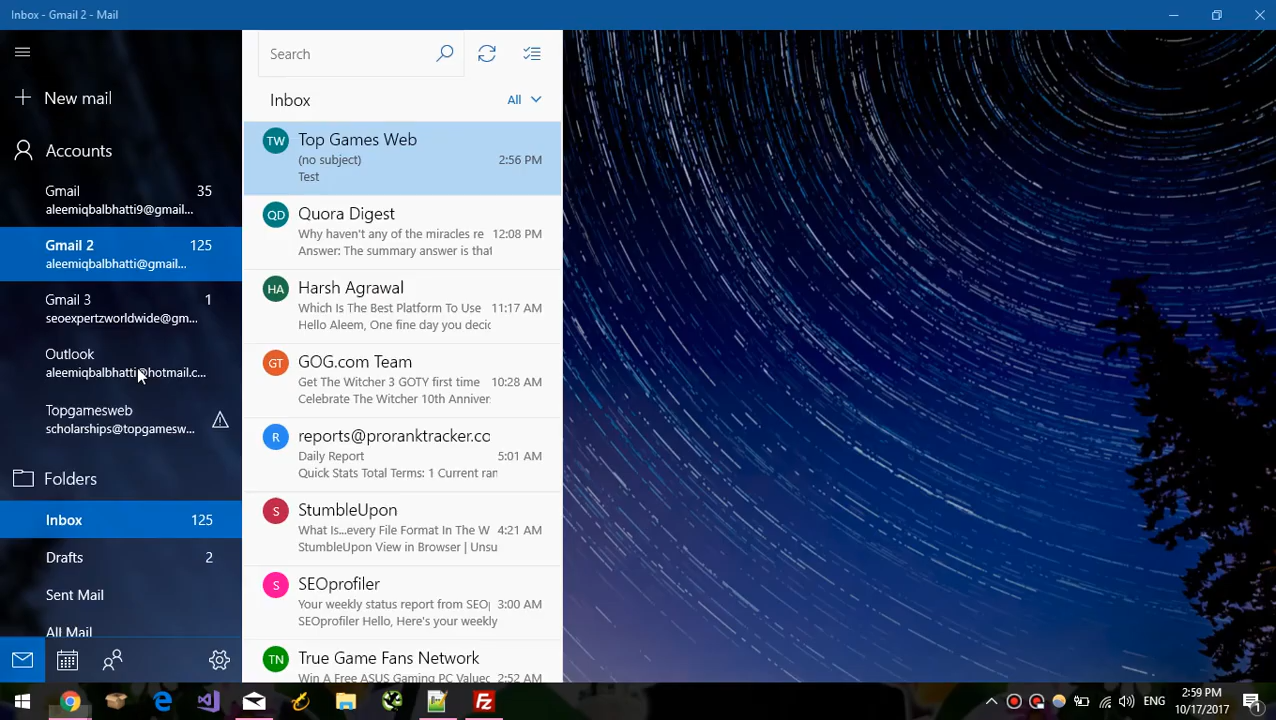 Inbox - Gmail 2 - Mail
New mail
Accounts
Gmail 35
aleemiqbalbhatti9@gmail...
Gmail 2 125
aleemiqbalbhatti@gmail...
Gmail 3 1
seoexpertzworldwide@gm...
Outlook
aleemiqbalbhatti@hotmail.c...
Topgamesweb
scholarships@topgamesw...
Folders
Inbox 125
Drafts 2
Sent Mail
All Mail
Search
Inbox All
TW Top Games Web
(no subject) 2:56 PM
Test
QD Quora Digest
Why haven't any of the miracles re 12:08 PM
Answer: The summary answer is that
HA Harsh Agrawal
Which Is The Best Platform To Use 11:17 AM
Hello Aleem, One fine day you decic
GT GOG.com Team
Get The Witcher 3 GOTY first time 10:28 AM
Celebrate The Witcher 10th Anniver
R reports@proranktracker.co
Daily Report 5:01 AM
Quick Stats Total Terms: 1 Current ran
S StumbleUpon
What Is...every File Format In The W 4:21 AM
StumbleUpon View in Browser | Unsu
S SEOprofiler
Your weekly status report from SEO 3:00 AM
SEOprofiler Hello, Here's your weekly
TN True Game Fans Network
Win A Free ASUS Gaming PC Valued 2:52 AM
ENG
2:59 PM
10/17/2017